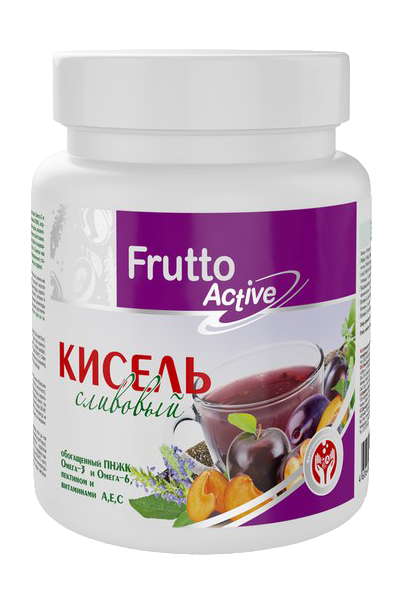 Frutto
Active
КИСЕЛЬ
сливовый
обогащенный ПНЖК
Омега-3 и Омега-6,
пектином и
витаминами А,Е,С